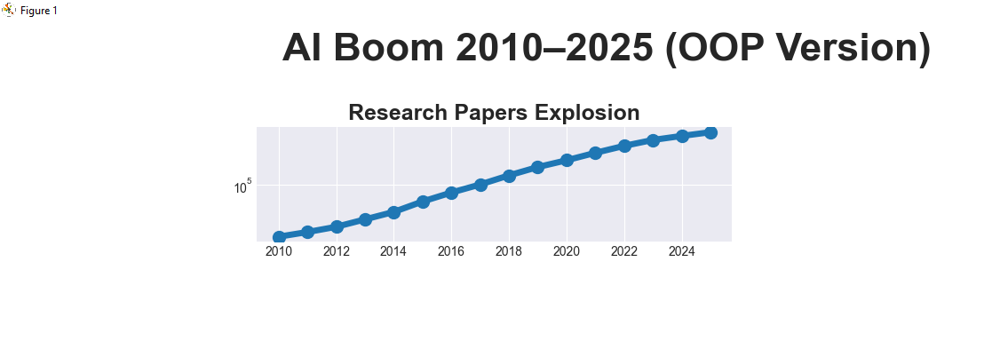 Figure 1
AI Boom 2010–2025 (OOP Version)
Research Papers Explosion
10⁵
2010 2012 2014 2016 2018 2020 2022 2024